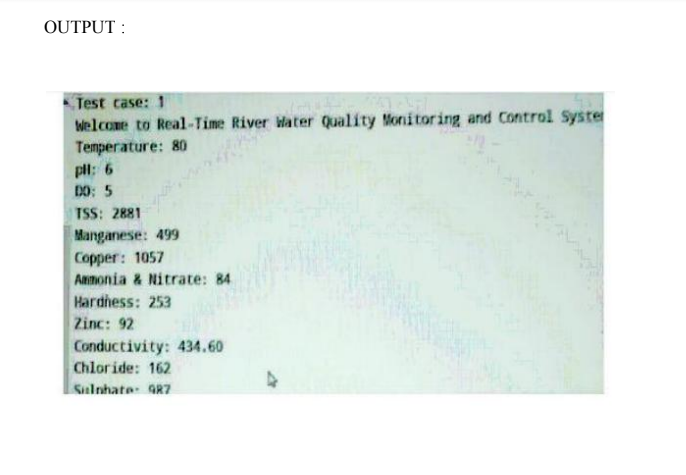 OUTPUT :
Test case: 1
Welcome to Real-Time River Water Quality Monitoring and Control System
Temperature: 80
pH: 6
DO: 5
TSS: 2881
Manganese: 499
Copper: 1057
Ammonia & Nitrate: 84
Hardness: 253
Zinc: 92
Conductivity: 434.60
Chloride: 162
Sulphate: 987